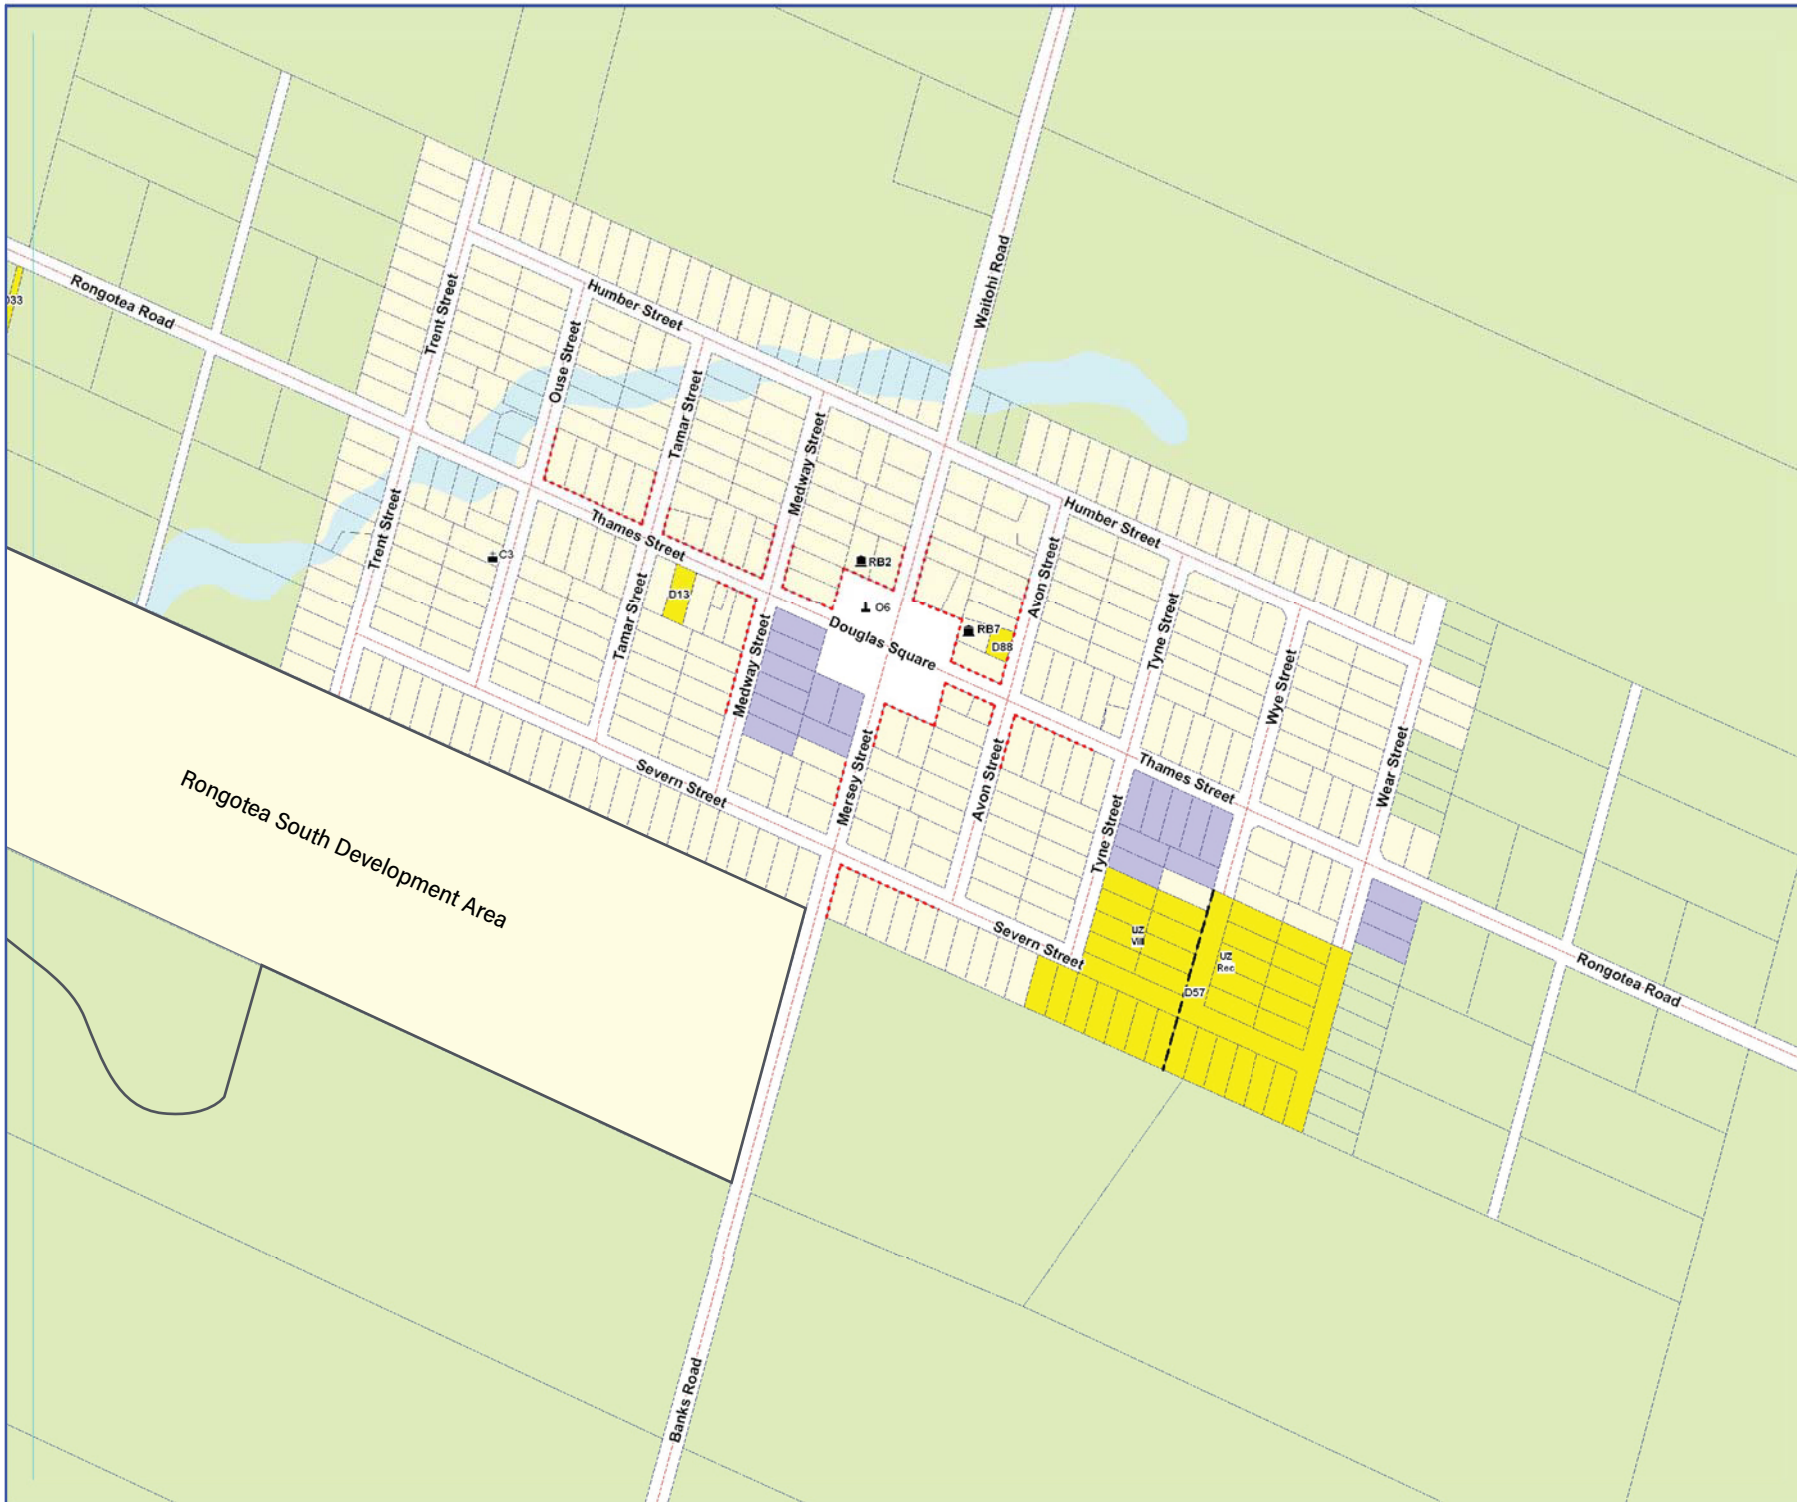 Waitohi Road
Rongotea Road
033
Trent Street
Humber Street
Ouse Street
Tamar Street
Medway Street
Humber Street
Trent Street
Thames Street
C3
RB2
O6
Avon Street
D13
Tamar Street
Douglas Square
RB7
D88
Tyne Street
Medway Street
Wye Street
Wear Street
Severn Street
Mersey Street
Avon Street
Thames Street
Tyne Street
Rongotea South Development Area
Severn Street
UZ
Vill
UZ
Rec
D57
Rongotea Road
Banks Road